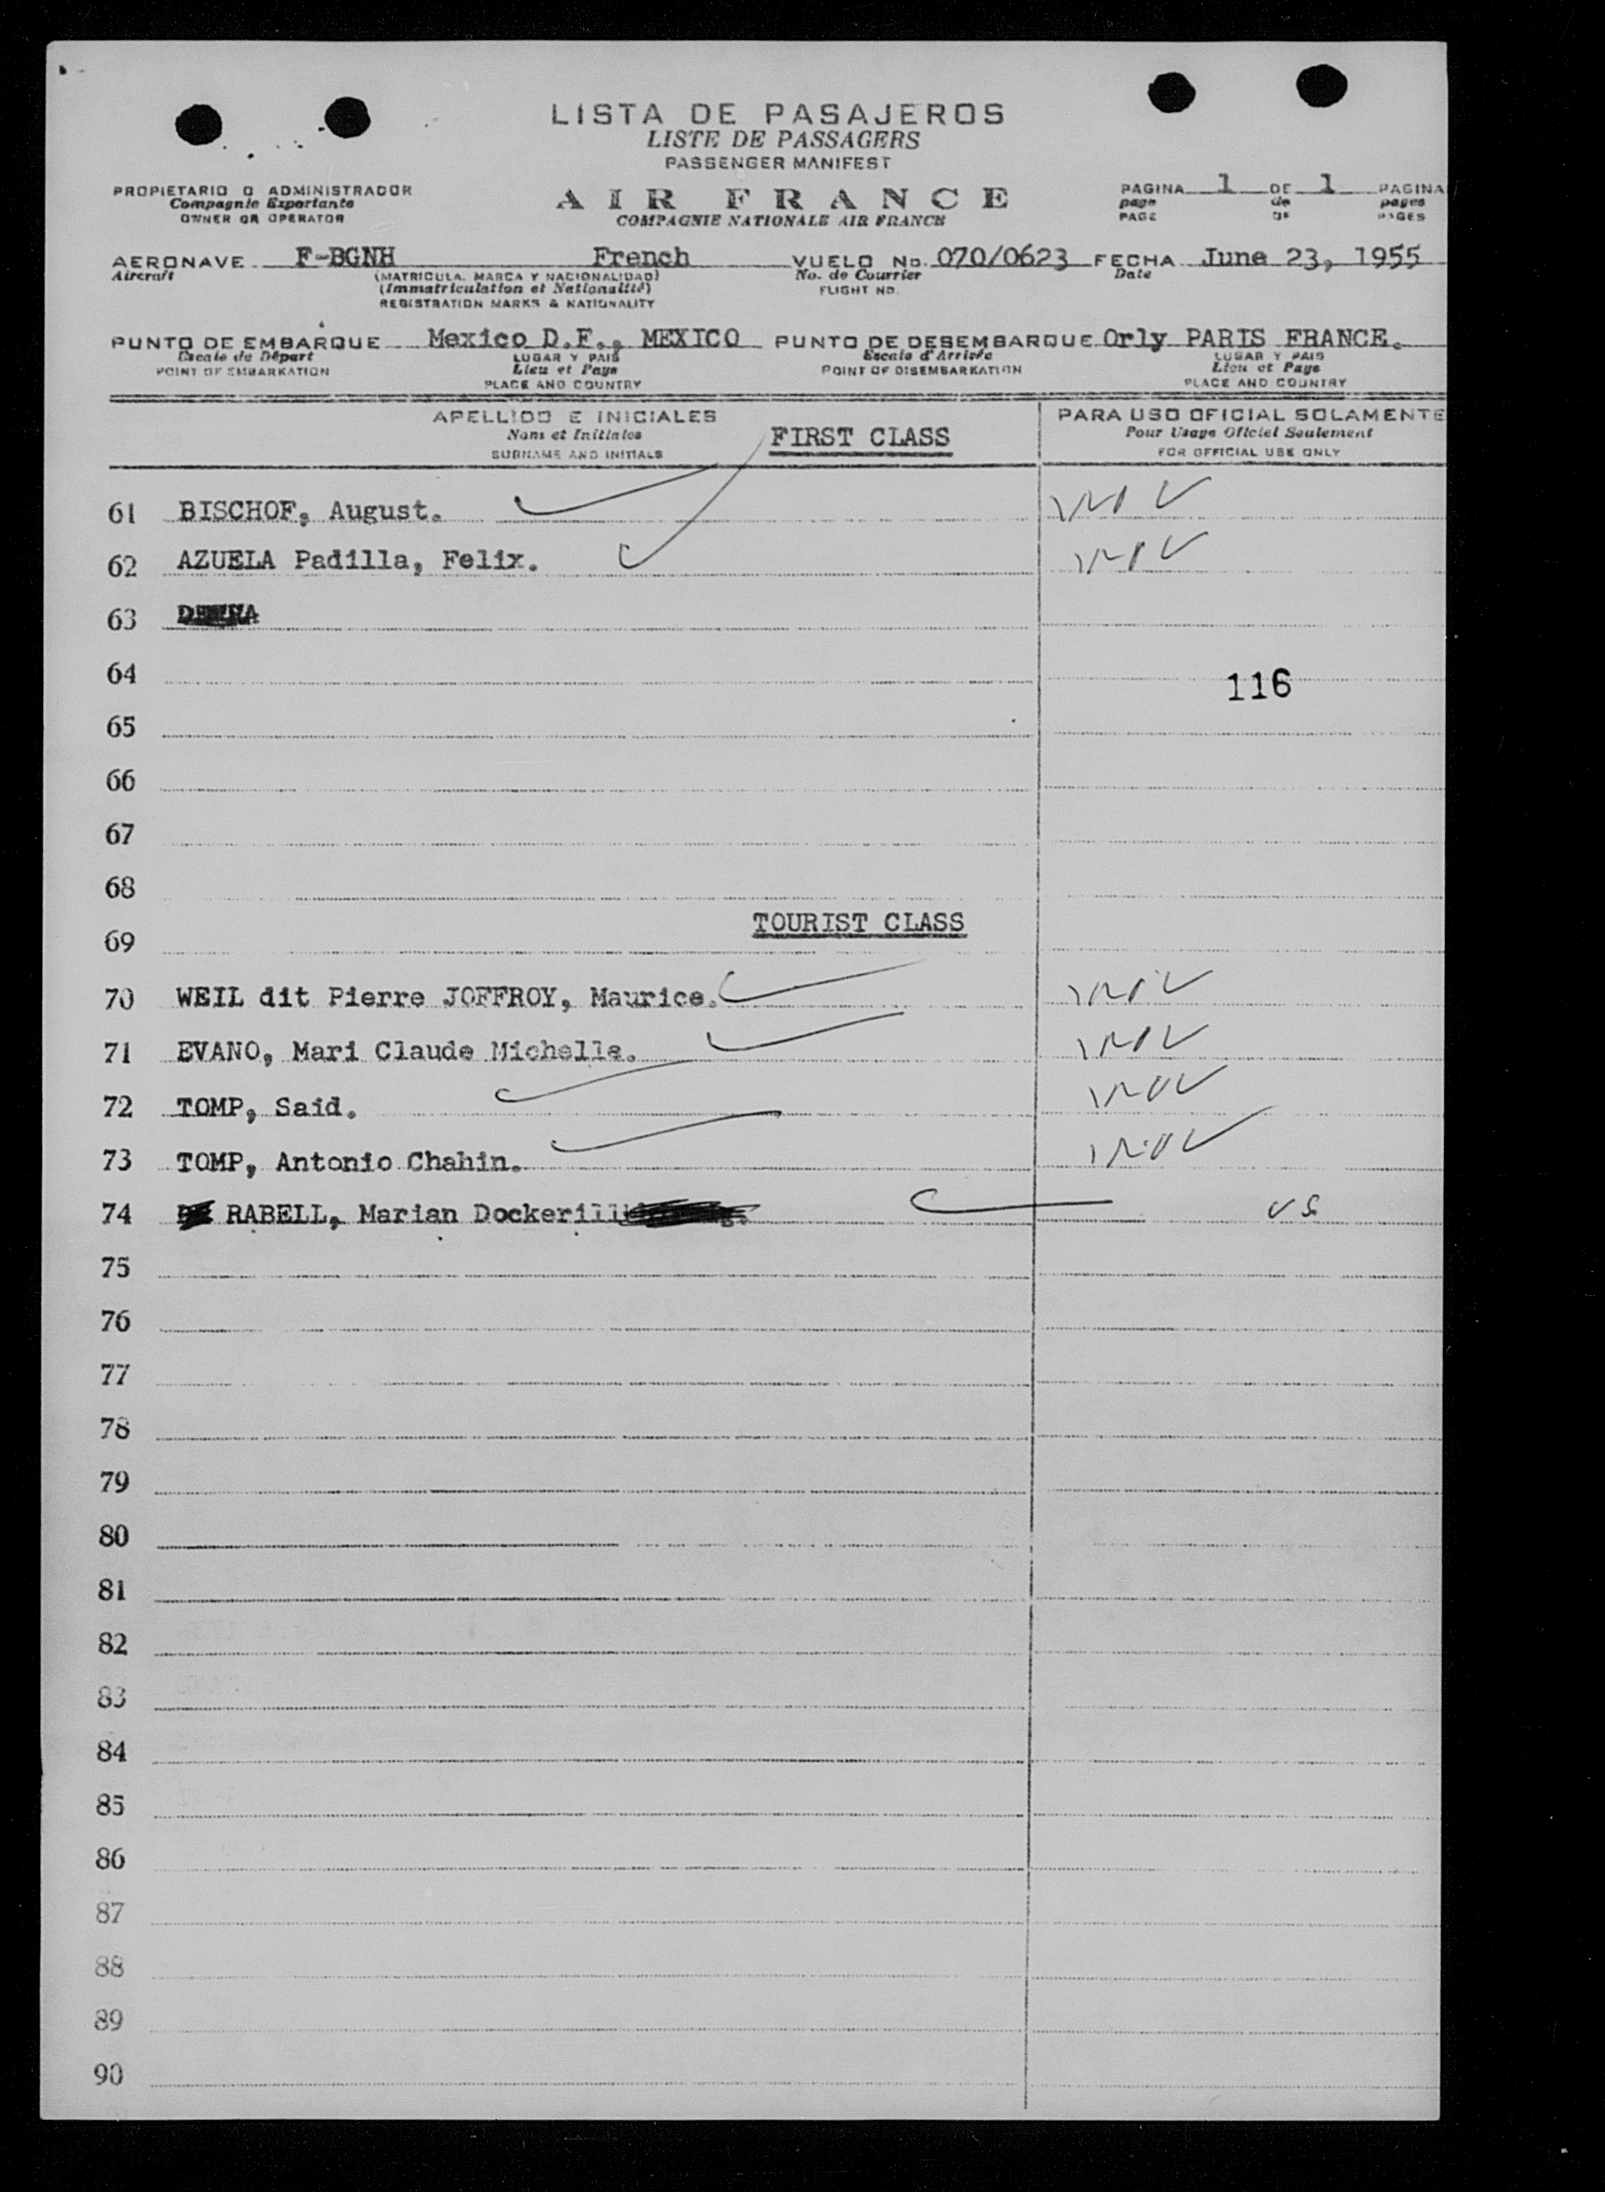 LISTA DE PASAJEROS
LISTE DE PASSAGERS
PASSENGER MANIFEST
PROPIETARIO O ADMINISTRADOR
Compagnie Exportante
OWNER OR OPERATOR
AIR FRANCE
COMPAGNIE NATIONALE AIR FRANCE
PAGINA 1 DE 1 PAGINA
page de pages
PAGE OF PAGES
AERONAVE F-BGNH French VUELO No. 070/0623 FECHA June 23, 1955
Aircraft (MATRICULA, MARCA Y NACIONALIDAD) No. de Courrier Date
(Immatriculation et Nationalité) FLIGHT NO.
REGISTRATION MARKS & NATIONALITY
PUNTO DE EMBARQUE Mexico D.F., MEXICO PUNTO DE DESEMBARQUE Orly PARIS FRANCE.
Escale de Départ LUGAR Y PAIS Escale d'Arrivée LUGAR Y PAIS
POINT OF EMBARKATION Lieu et Pays POINT OF DISEMBARKATION Lieu et Pays
PLACE AND COUNTRY PLACE AND COUNTRY
APELLIDO E INICIALES PARA USO OFICIAL SOLAMENTE
Noms et Initiales FIRST CLASS Pour Usage Officiel Seulement
SURNAME AND INITIALS FOR OFFICIAL USE ONLY
61 BISCHOF, August.
62 AZUELA Padilla, Felix.
63
64 116
65
66
67
68
TOURIST CLASS
69
70 WEIL dit Pierre JOFFROY, Maurice.
71 EVANO, Mari Claude Michelle.
72 TOMP, Said.
73 TOMP, Antonio Chahin.
74 RABELL, Marian Dockerill US
75
76
77
78
79
80
81
82
83
84
85
86
87
88
89
90